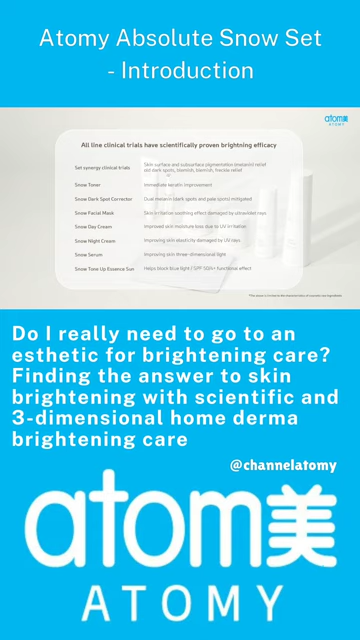 Atomy Absolute Snow Set
- Introduction
atom美
ATOMY
All line clinical trials have scientifically proven brightning efficacy
Set synergy clinical trials
Skin surface and subsurface pigmentation (melanin) relief
old dark spots, blemish, blemish, freckle relief
Snow Toner Immediate keratin improvement
Snow Dark Spot Corrector Dual melanin (dark spots and pale spots) mitigated
Snow Facial Mask Skin irritation soothing effect damaged by ultraviolet rays
Snow Day Cream Improved skin moisture loss due to UV irritation
Snow Night Cream Improving skin elasticity damaged by UV rays
Snow Serum Improving skin three-dimensional light
Snow Tone Up Essence Sun Helps black blue light | SPF 50/A+ functional effect
Do I really need to go to an
esthetic for brightening care?
Finding the answer to skin
brightening with scientific and
3-dimensional home derma
brightening care
@channelatomy
atom美
ATOMY